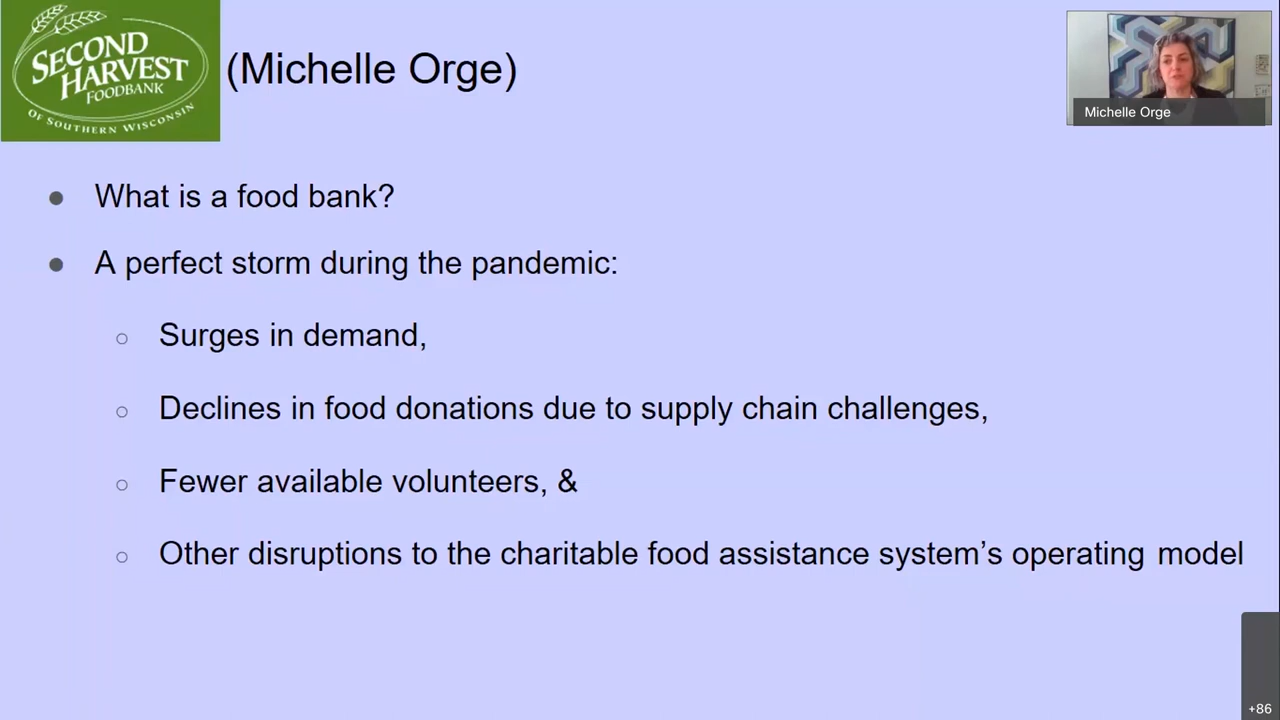 SECOND
HARVEST
FOODBANK
OF SOUTHERN WISCONSIN
(Michelle Orge)
Michelle Orge
● What is a food bank?
● A perfect storm during the pandemic:
○ Surges in demand,
○ Declines in food donations due to supply chain challenges,
○ Fewer available volunteers, &
○ Other disruptions to the charitable food assistance system’s operating model
+86